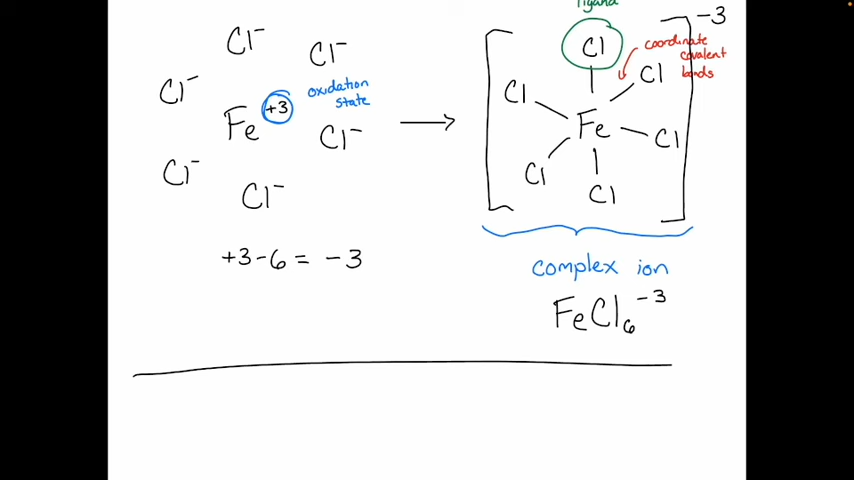 Cl⁻
Cl⁻
Cl⁻
Fe +3
oxidation
state
Cl⁻
Cl⁻
Cl⁻
+3-6 = -3
ligand
-3
Cl
coordinate
covalent
bonds
Cl
Cl
Fe
Cl
Cl
Cl
complex ion
FeCl₆⁻³